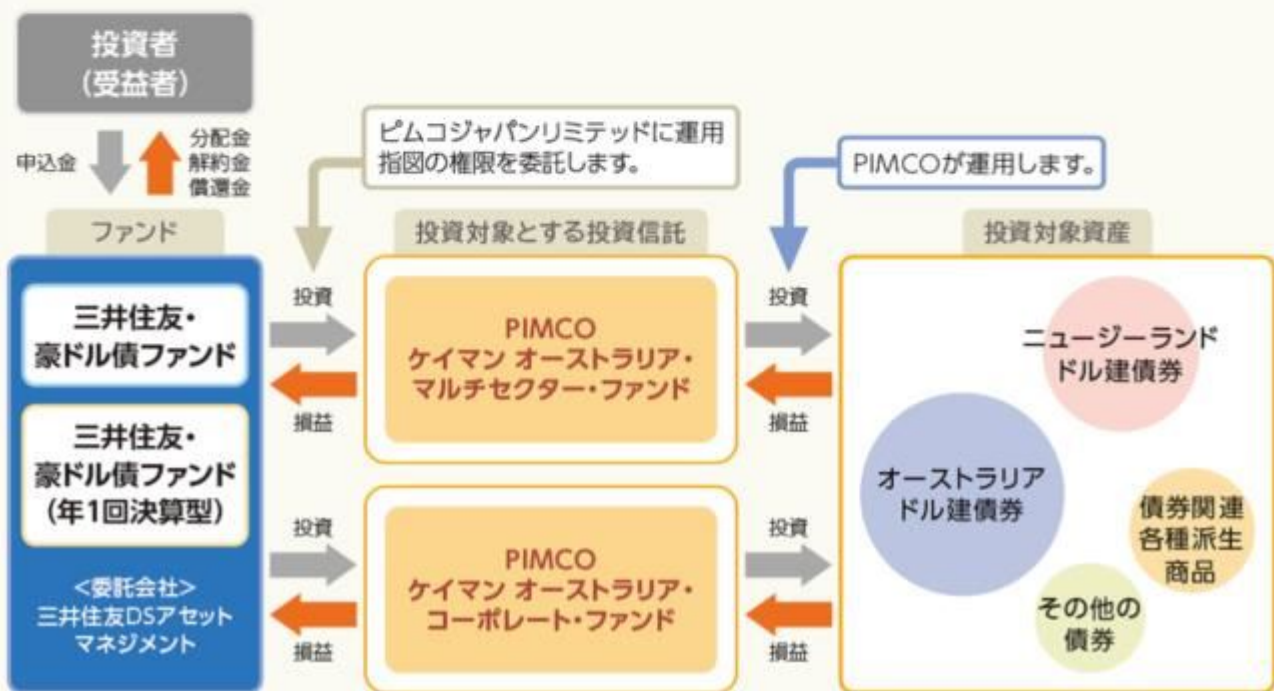 投資者
(受益者)
申込金
分配金
解約金
償還金
ピムコジャパンリミテッドに運用
指図の権限を委託します。
PIMCOが運用します。
ファンド
投資対象とする投資信託
投資対象資産
三井住友・
豪ドル債ファンド
三井住友・
豪ドル債ファンド
(年1回決算型)
<委託会社>
三井住友DSアセット
マネジメント
投資
損益
投資
損益
PIMCO
ケイマン オーストラリア・
マルチセクター・ファンド
PIMCO
ケイマン オーストラリア・
コーポレート・ファンド
投資
損益
投資
損益
ニュージーランド
ドル建債券
オーストラリア
ドル建債券
債券関連
各種派生
商品
その他の
債券